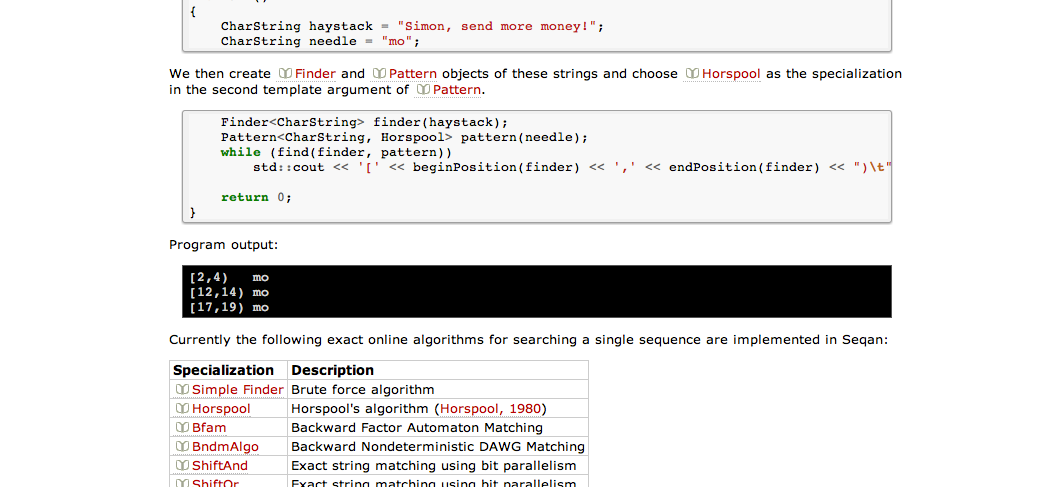 {
CharString haystack = "Simon, send more money!";
CharString needle = "mo";
We then create Finder and Pattern objects of these strings and choose Horspool as the specialization
in the second template argument of Pattern.
Finder<CharString> finder(haystack);
Pattern<CharString, Horspool> pattern(needle);
while (find(finder, pattern))
std::cout << '[' << beginPosition(finder) << ',' << endPosition(finder) << ")\t"
return 0;
}
Program output:
[2,4) mo
[12,14) mo
[17,19) mo
Currently the following exact online algorithms for searching a single sequence are implemented in Seqan:
Specialization Description
Simple Finder Brute force algorithm
Horspool Horspool's algorithm (Horspool, 1980)
Bfam Backward Factor Automaton Matching
BndmAlgo Backward Nondeterministic DAWG Matching
ShiftAnd Exact string matching using bit parallelism
ShiftOr Exact string matching using bit parallelism